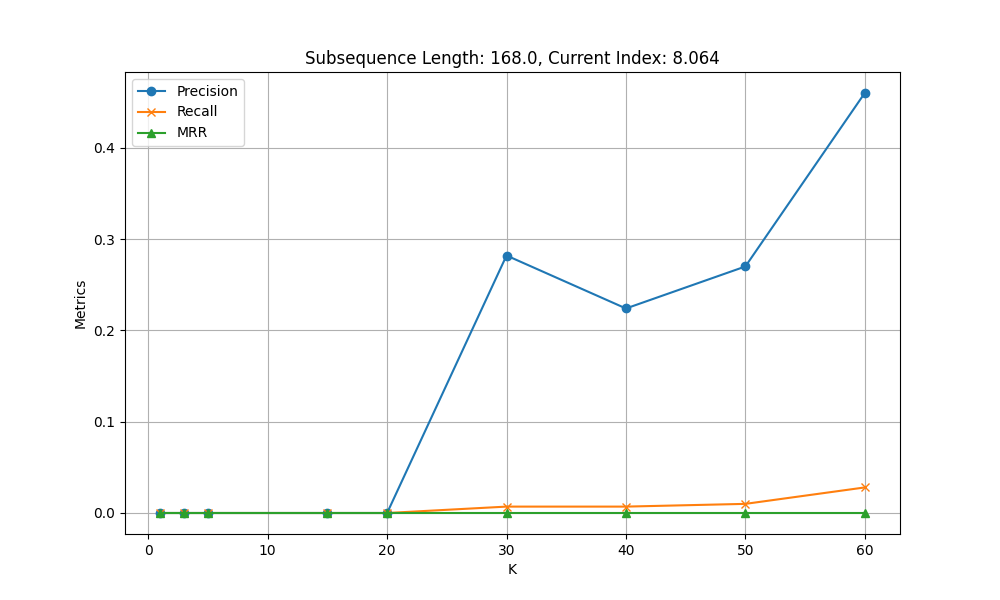 Subsequence Length: 168.0, Current Index: 8.064
Precision
Recall
MRR
Metrics
0.4
0.3
0.2
0.1
0.0
0 10 20 30 40 50 60
K